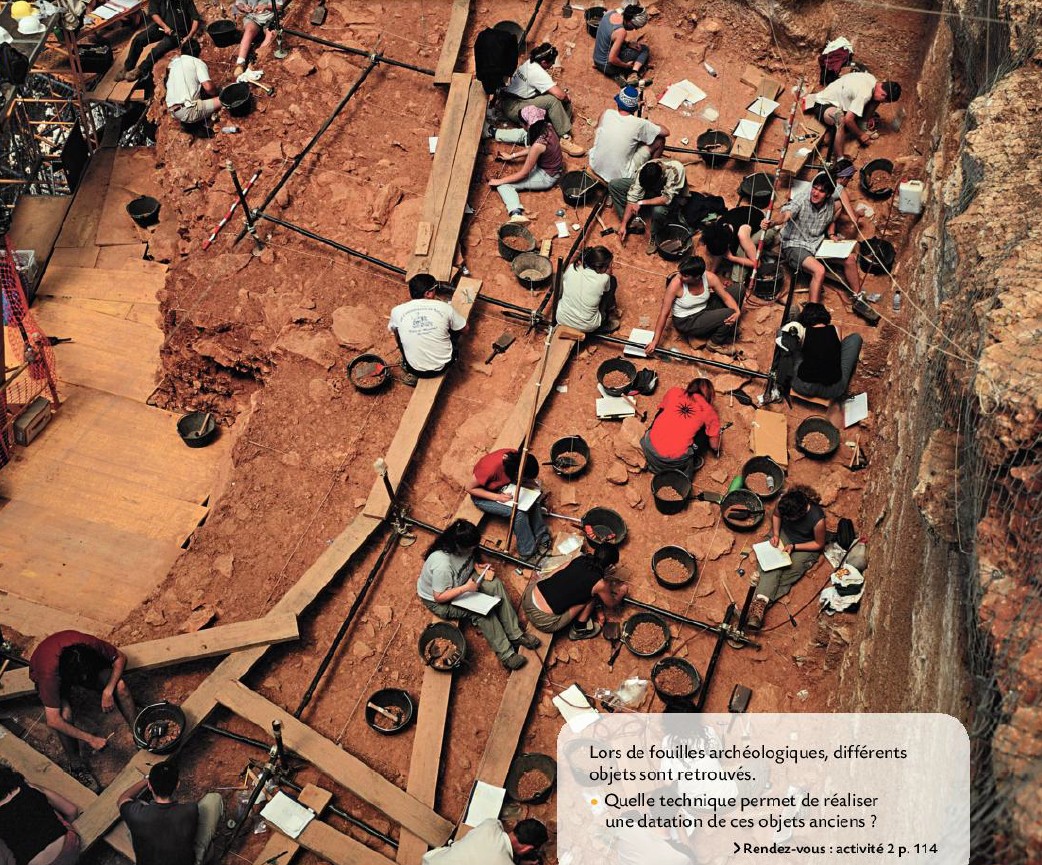 Lors de fouilles archéologiques, différents
objets sont retrouvés.
• Quelle technique permet de réaliser
une datation de ces objets anciens ?
> Rendez-vous : activité 2 p. 114